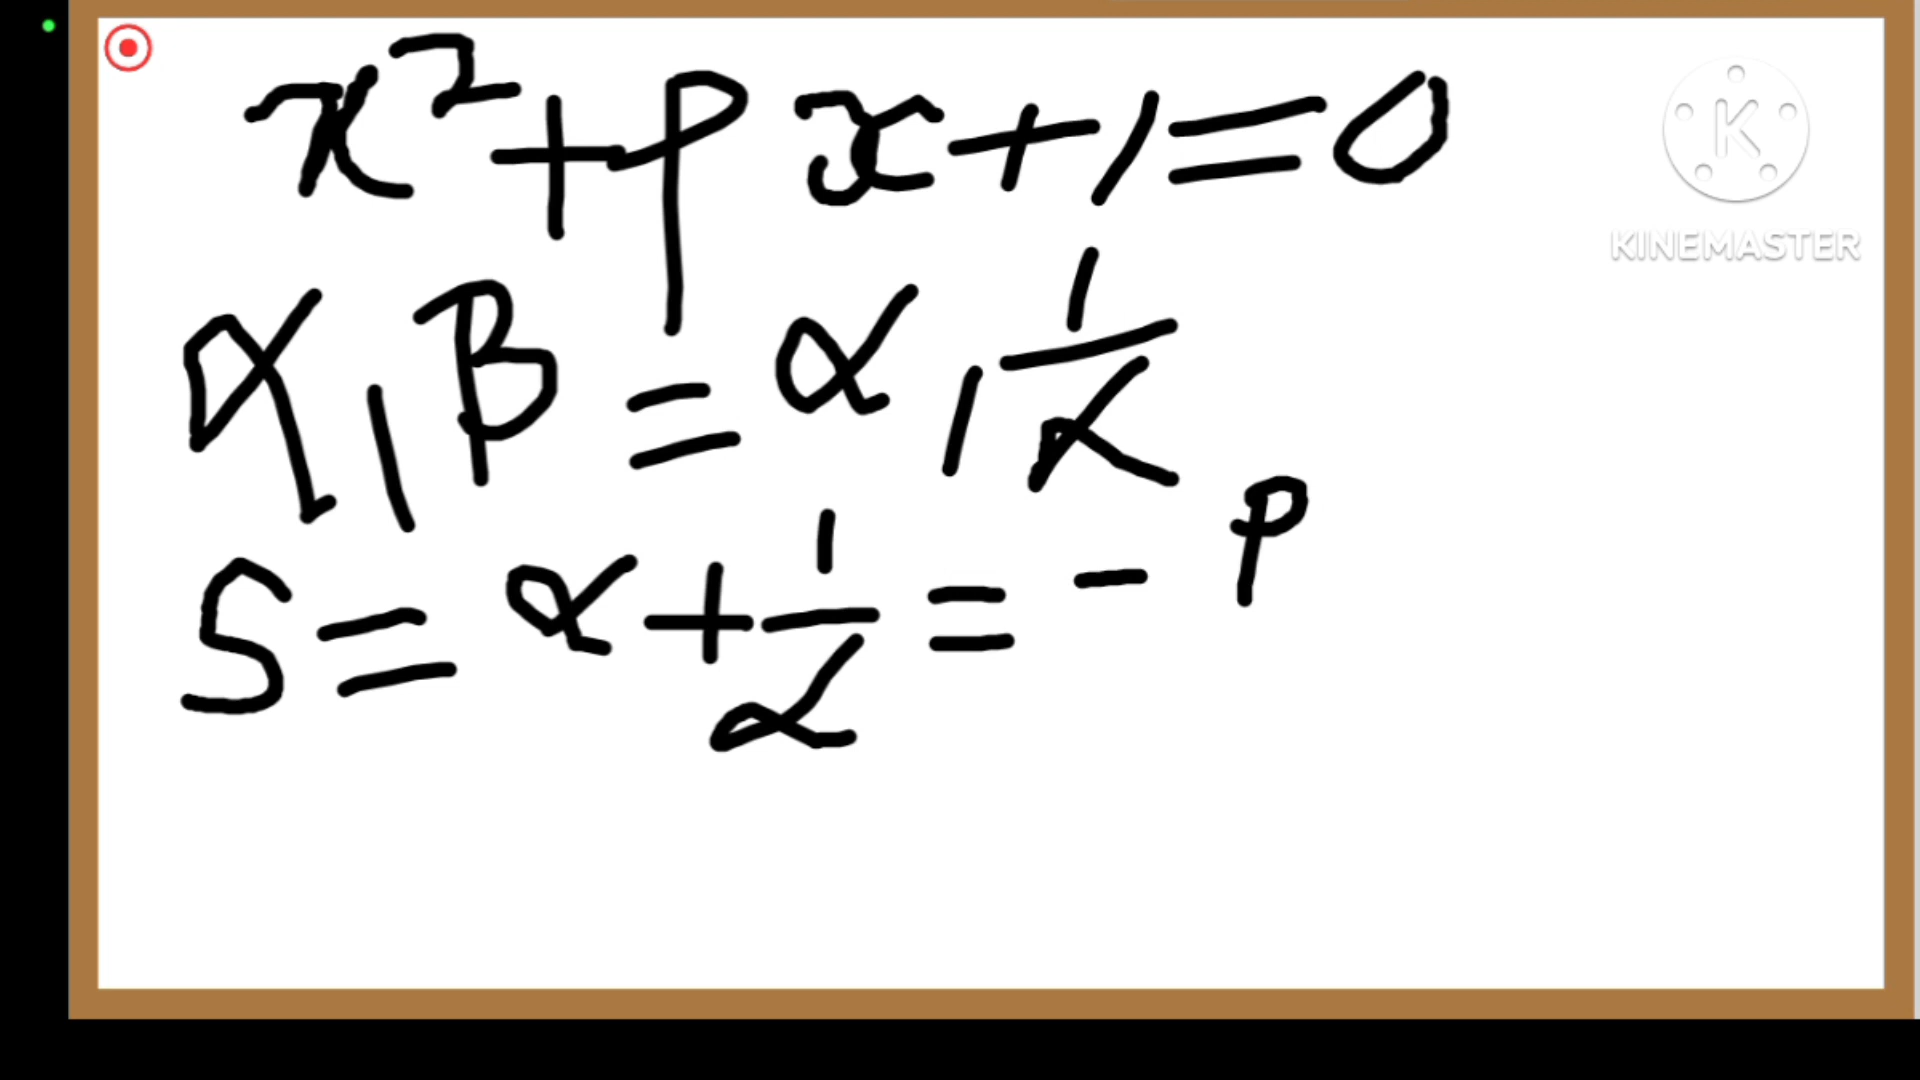 x² + px + 1 = 0
K
KINEMASTER
α, β = α, 1/α
S = α + 1/α = - p